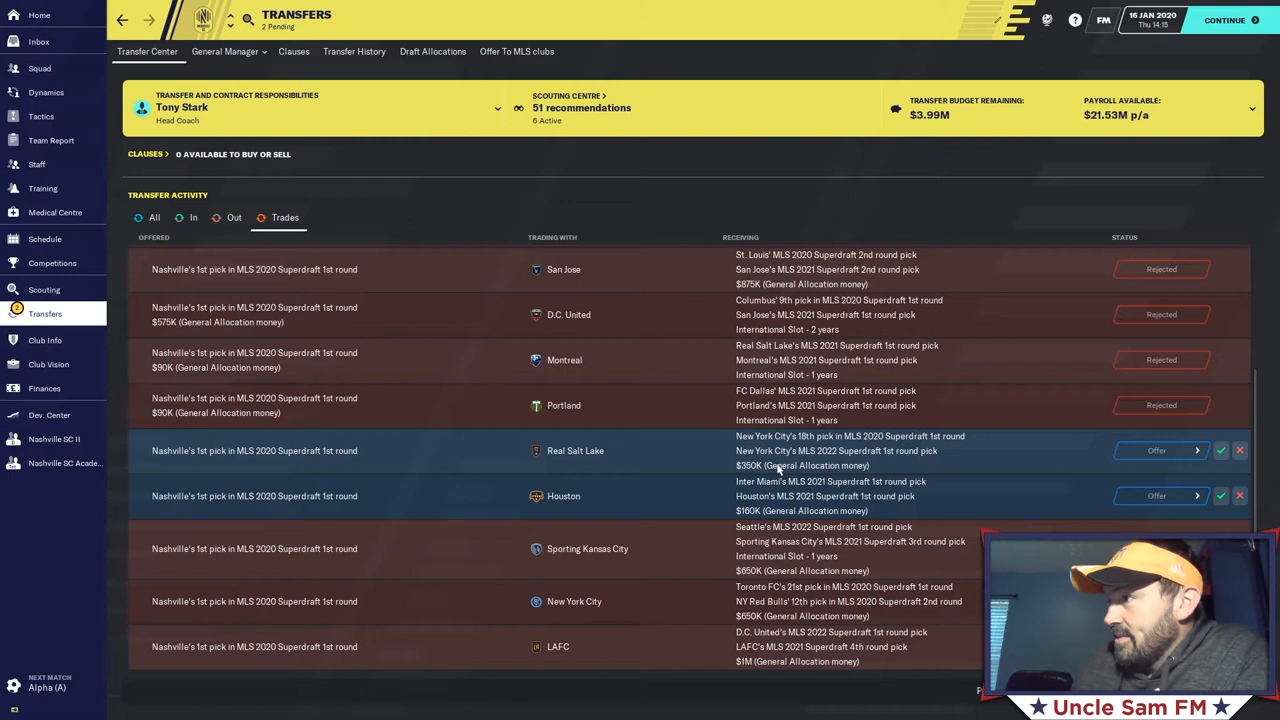 Home
Inbox
Squad
Dynamics
Tactics
Team Report
Staff
Training
Medical Centre
Schedule
Competitions
Scouting
2
Transfers
Club Info
Club Vision
Finances
Dev. Center
Nashville SC II
Nashville SC Acade...
NEXT MATCH
Alpha (A)
TRANSFERS
2 Pending
FM
16 JAN 2020
Thu 14:15
CONTINUE
Transfer Center
General Manager
Clauses
Transfer History
Draft Allocations
Offer To MLS clubs
TRANSFER AND CONTRACT RESPONSIBILITIES
Tony Stark
Head Coach
SCOUTING CENTRE >
51 recommendations
6 Active
TRANSFER BUDGET REMAINING:
$3.99M
PAYROLL AVAILABLE:
$21.53M p/a
CLAUSES > 0 AVAILABLE TO BUY OR SELL
TRANSFER ACTIVITY
All
In
Out
Trades
OFFERED TRADING WITH RECEIVING STATUS
Nashville's 1st pick in MLS 2020 Superdraft 1st round
San Jose
St. Louis' MLS 2020 Superdraft 2nd round pick
San Jose's MLS 2021 Superdraft 2nd round pick
$875K (General Allocation money)
Rejected
Nashville's 1st pick in MLS 2020 Superdraft 1st round
$575K (General Allocation money)
D.C. United
Columbus' 9th pick in MLS 2020 Superdraft 1st round
San Jose's MLS 2021 Superdraft 1st round pick
International Slot - 2 years
Rejected
Nashville's 1st pick in MLS 2020 Superdraft 1st round
$90K (General Allocation money)
Montreal
Real Salt Lake's MLS 2021 Superdraft 1st round pick
Montreal's MLS 2021 Superdraft 1st round pick
International Slot - 1 years
Rejected
Nashville's 1st pick in MLS 2020 Superdraft 1st round
$90K (General Allocation money)
Portland
FC Dallas' MLS 2021 Superdraft 1st round pick
Portland's MLS 2021 Superdraft 1st round pick
International Slot - 1 years
Rejected
Nashville's 1st pick in MLS 2020 Superdraft 1st round
Real Salt Lake
New York City's 18th pick in MLS 2020 Superdraft 1st round
New York City's MLS 2022 Superdraft 1st round pick
$350K (General Allocation money)
Offer
Nashville's 1st pick in MLS 2020 Superdraft 1st round
Houston
Inter Miami's MLS 2021 Superdraft 1st round pick
Houston's MLS 2021 Superdraft 1st round pick
$160K (General Allocation money)
Offer
Nashville's 1st pick in MLS 2020 Superdraft 1st round
Sporting Kansas City
Seattle's MLS 2022 Superdraft 1st round pick
Sporting Kansas City's MLS 2021 Superdraft 3rd round pick
International Slot - 1 years
$650K (General Allocation money)
Nashville's 1st pick in MLS 2020 Superdraft 1st round
New York City
Toronto FC's 21st pick in MLS 2020 Superdraft 1st round
NY Red Bulls' 12th pick in MLS 2020 Superdraft 2nd round
$650K (General Allocation money)
Nashville's 1st pick in MLS 2020 Superdraft 1st round
LAFC
D.C. United's MLS 2022 Superdraft 1st round pick
LAFC's MLS 2021 Superdraft 4th round pick
$1M (General Allocation money)
Uncle Sam FM